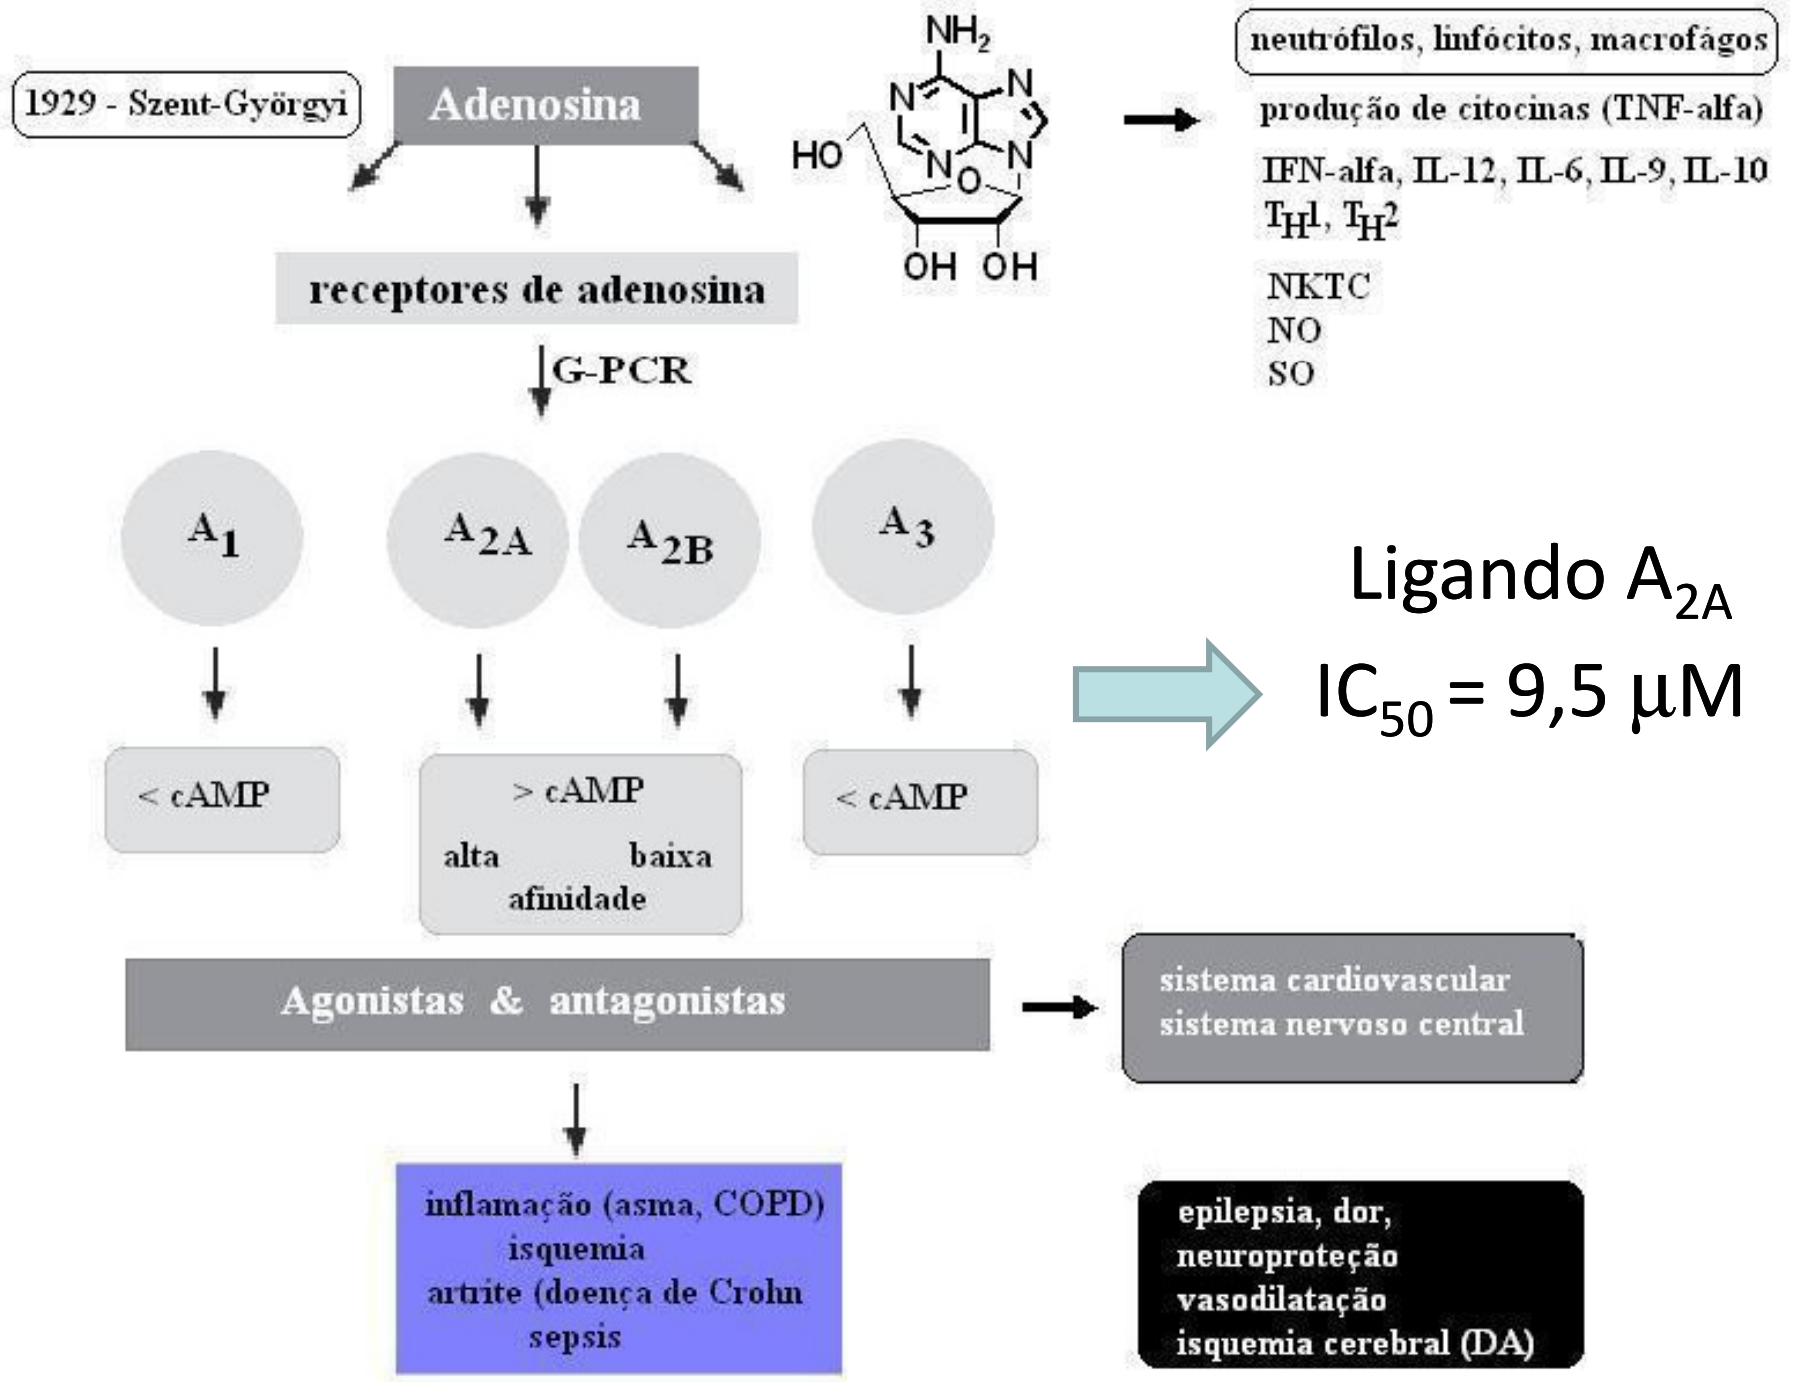 1929 - Szent-Györgyi
Adenosina
NH2
N
N
N
N
HO
O
OH OH
neutrófilos, linfócitos, macrofágos
produção de citocinas (TNF-alfa)
IFN-alfa, IL-12, IL-6, IL-9, IL-10
TH1, TH2
NKTC
NO
SO
receptores de adenosina
G-PCR
A1
A2A
A2B
A3
Ligando A2A
IC50 = 9,5 µM
< cAMP
> cAMP
alta baixa
afinidade
< cAMP
Agonistas & antagonistas
sistema cardiovascular
sistema nervoso central
inflamação (asma, COPD)
isquemia
artrite (doença de Crohn
sepsis
epilepsia, dor,
neuroproteção
vasodilatação
isquemia cerebral (DA)